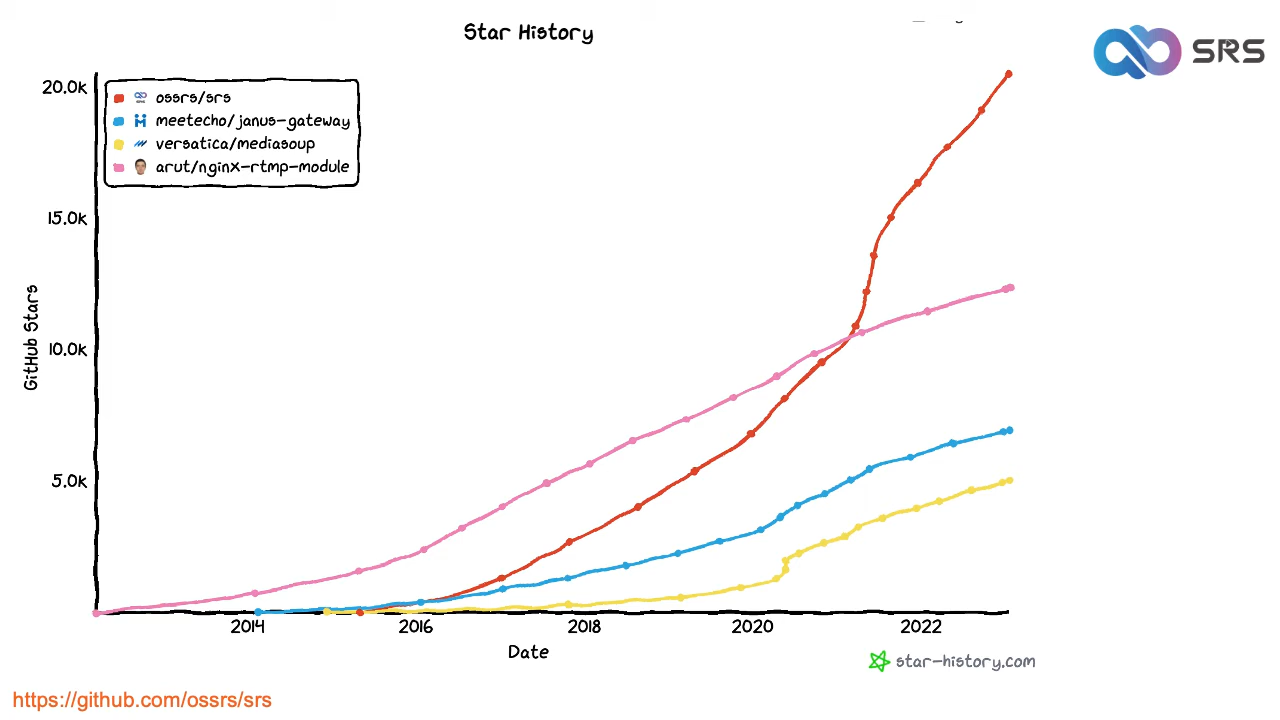 Star History
SRS
20.0k
15.0k
10.0k
5.0k
GitHub Stars
ossrs/srs
meetecho/janus-gateway
versatica/mediasoup
arut/nginx-rtmp-module
2014
2016
2018
2020
2022
Date
star-history.com
https://github.com/ossrs/srs